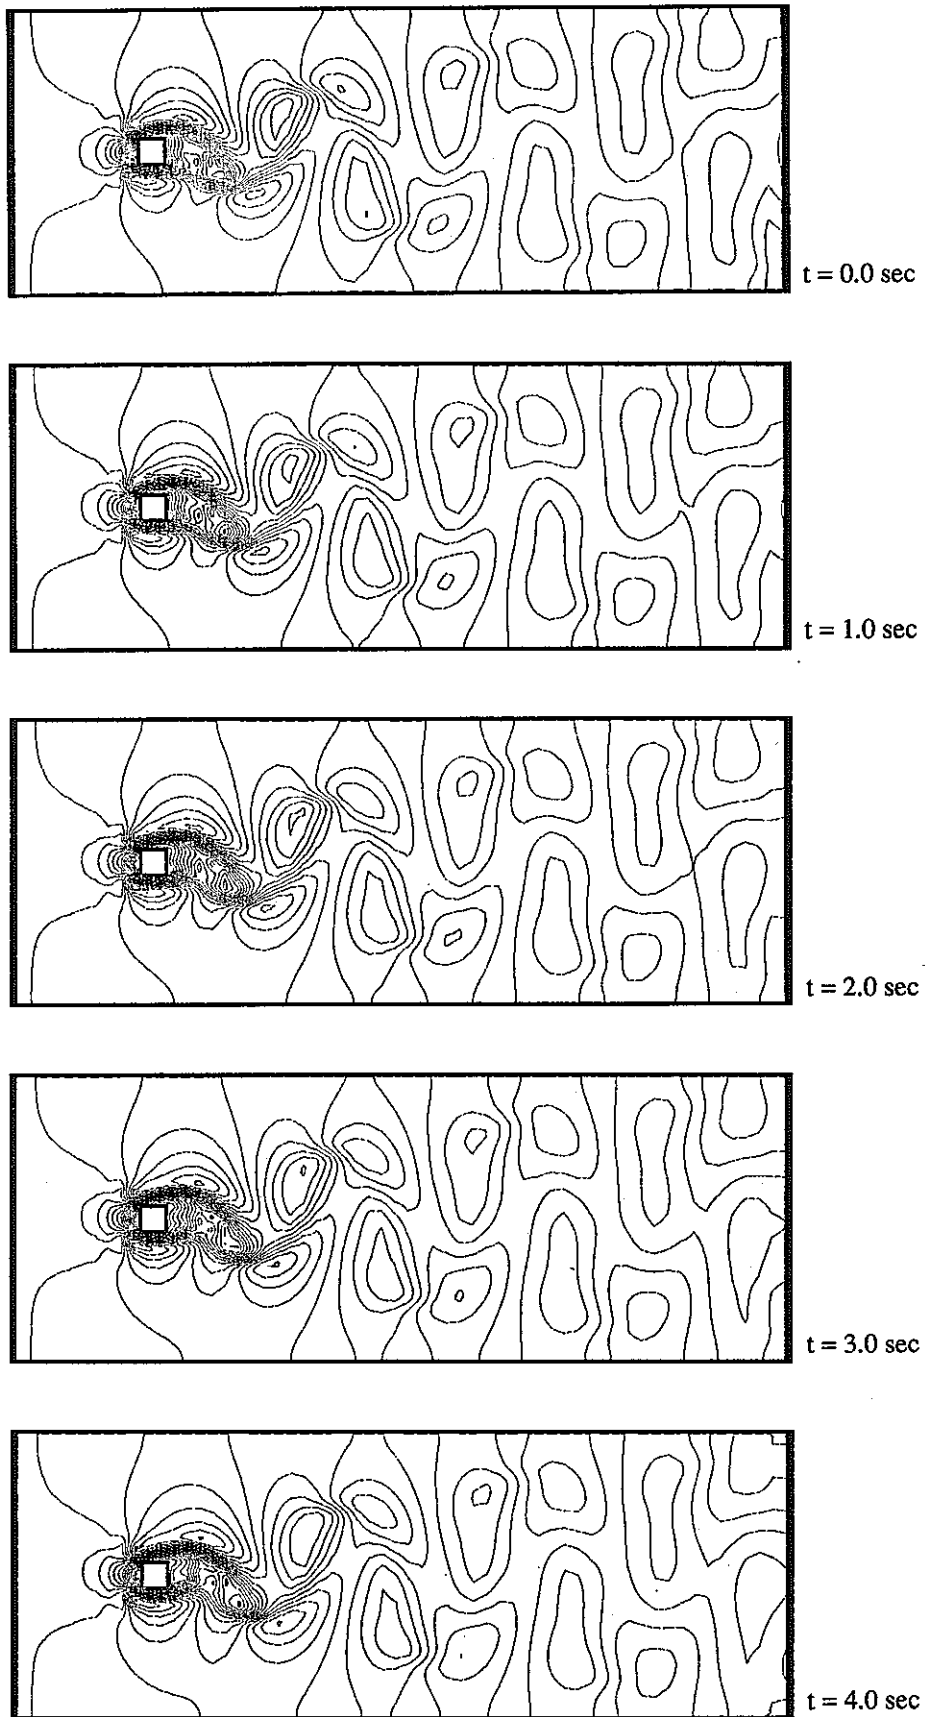 t = 0.0 sec
t = 1.0 sec
t = 2.0 sec
t = 3.0 sec
t = 4.0 sec